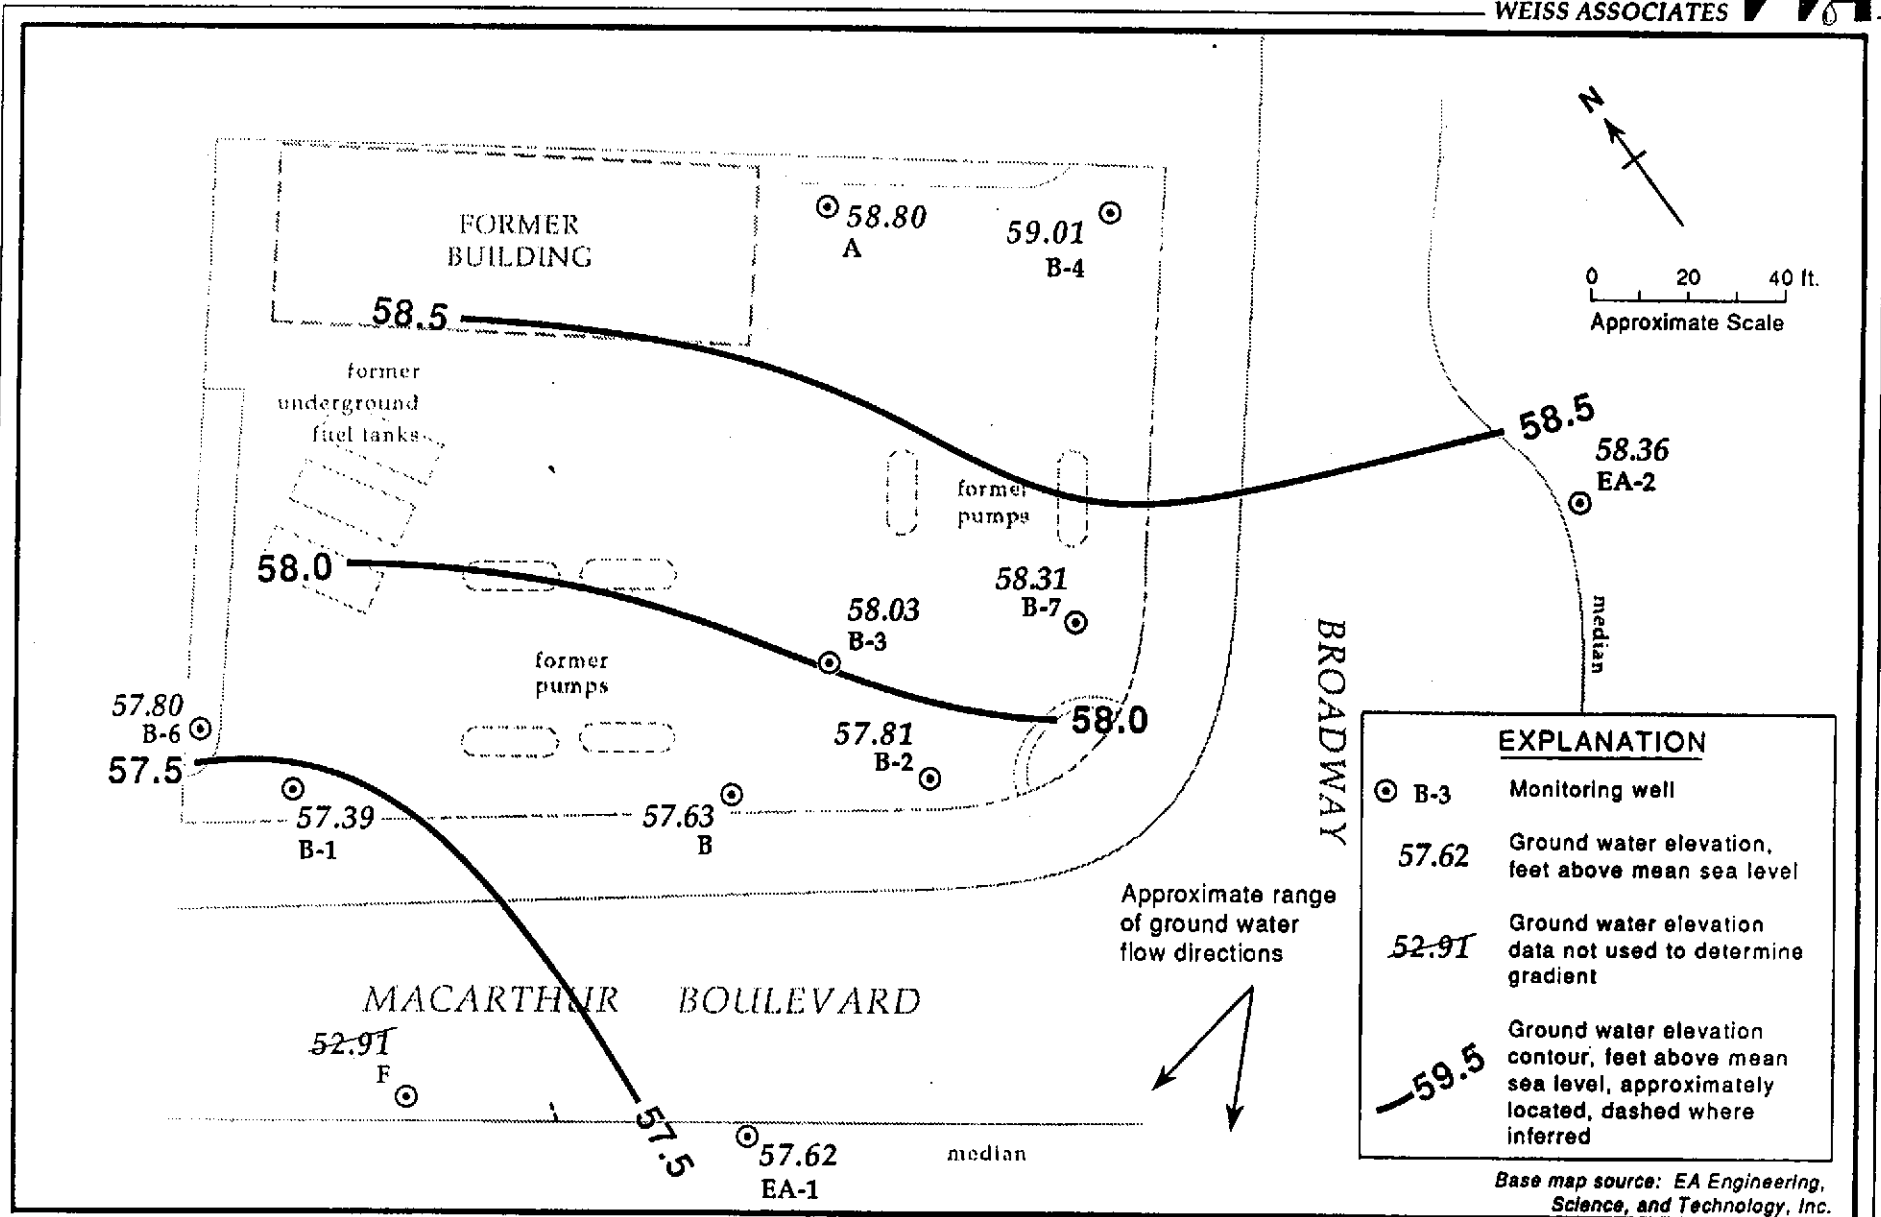 WEISS ASSOCIATES
N
0 20 40 ft.
Approximate Scale
FORMER
BUILDING
58.80
A
59.01
B-4
58.5
58.5
58.36
EA-2
former
underground
fuel tanks
former
pumps
58.0
58.31
B-7
58.03
B-3
former
pumps
median
BROADWAY
57.80
B-6
57.5
57.81
B-2
58.0
57.39
B-1
57.63
B
Approximate range
of ground water
flow directions
MACARTHUR BOULEVARD
52.91
F
57.5
57.62
EA-1
median
EXPLANATION
B-3 Monitoring well
57.62 Ground water elevation,
feet above mean sea level
52.91 Ground water elevation
data not used to determine
gradient
59.5 Ground water elevation
contour, feet above mean
sea level, approximately
located, dashed where
inferred
Base map source: EA Engineering,
Science, and Technology, Inc.